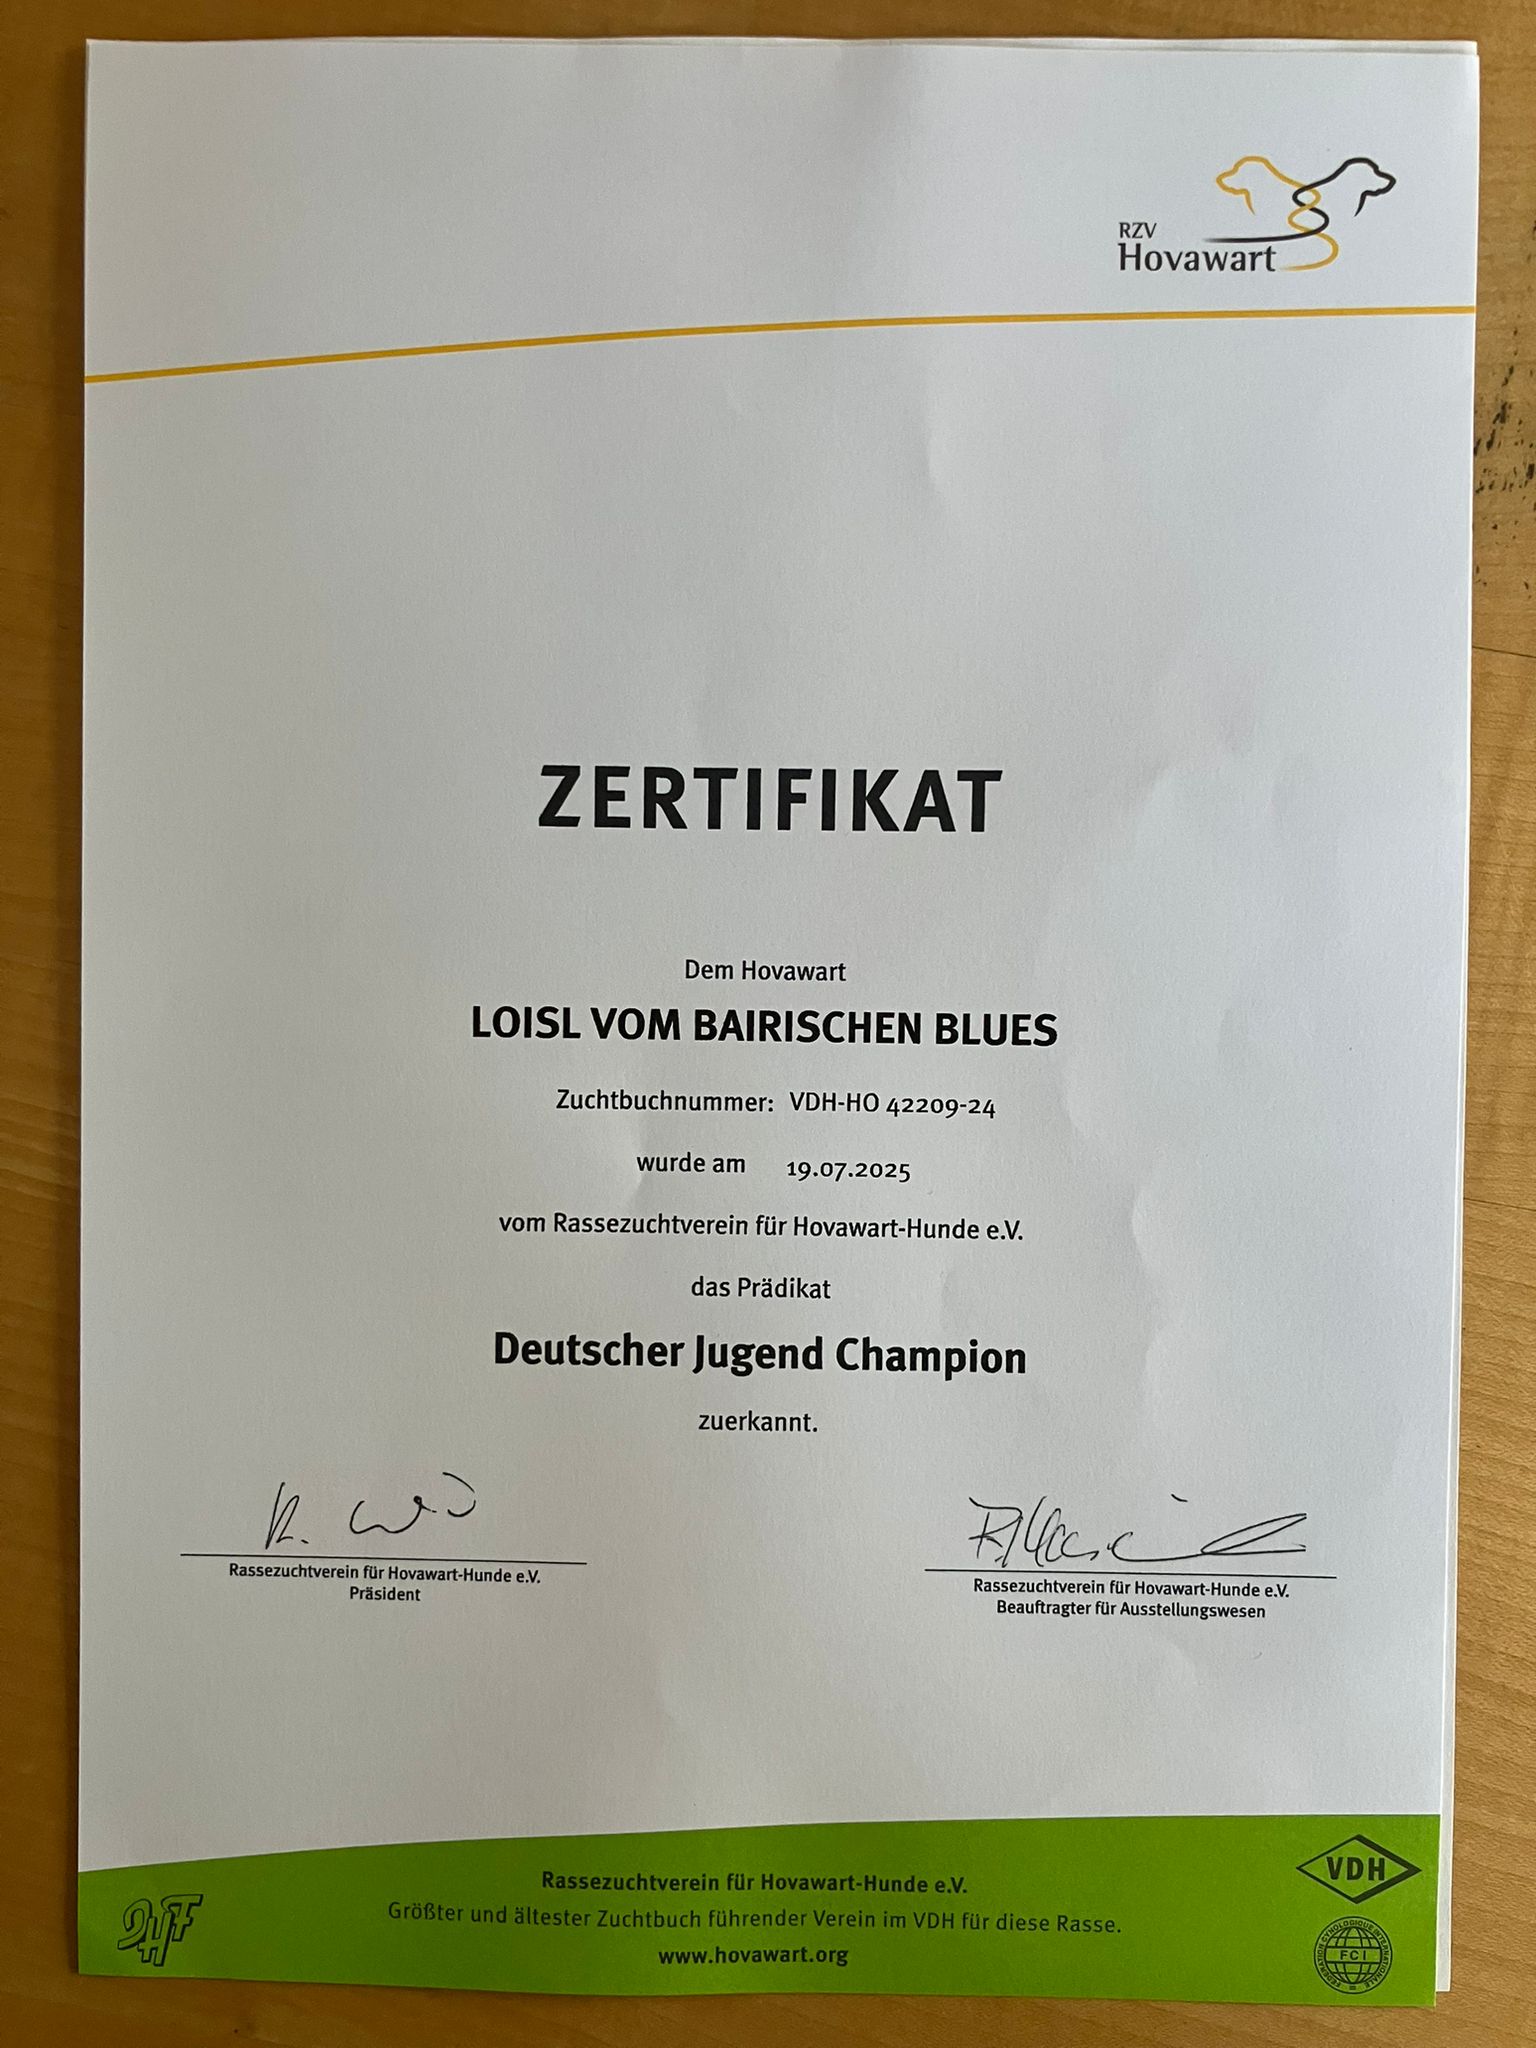 RZV
Hovawart
ZERTIFIKAT
Dem Hovawart
LOISL VOM BAIRISCHEN BLUES
Zuchtbuchnummer: VDH-HO 42209-24
wurde am 19.07.2025
vom Rassezuchtverein für Hovawart-Hunde e.V.
das Prädikat
Deutscher Jugend Champion
zuerkannt.
Rassezuchtverein für Hovawart-Hunde e.V.
Präsident
Rassezuchtverein für Hovawart-Hunde e.V.
Beauftragter für Ausstellungswesen
Rassezuchtverein für Hovawart-Hunde e.V.
Größter und ältester Zuchtbuch führender Verein im VDH für diese Rasse.
www.hovawart.org
VDH
FEDERATION CYNOLOGIQUE INTERNATIONALE
FCI